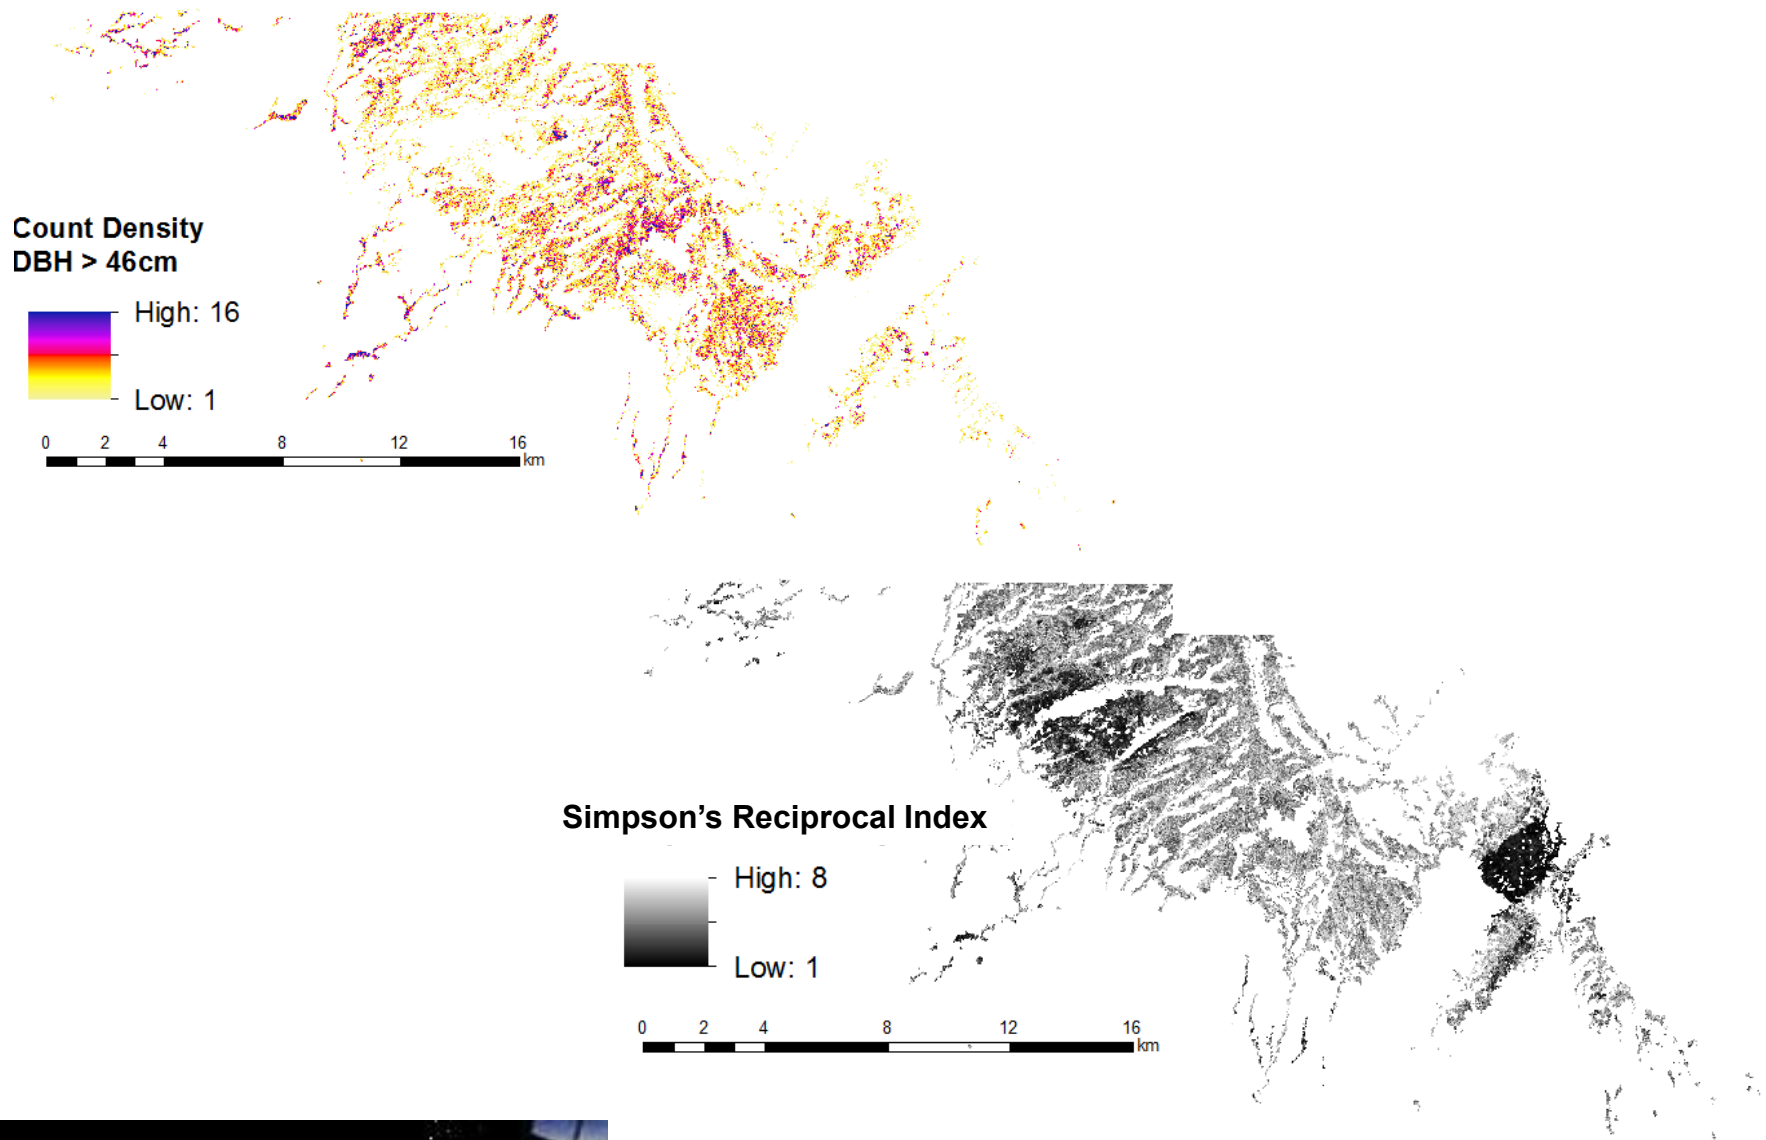 Count Density
DBH > 46cm
High: 16
Low: 1
0 2 4 8 12 16
km
Simpson's Reciprocal Index
High: 8
Low: 1
0 2 4 8 12 16
km